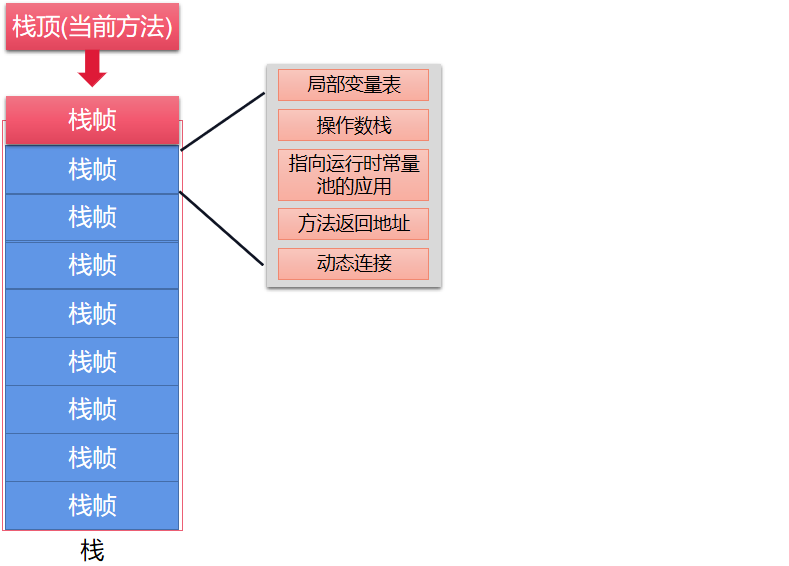 栈顶(当前方法)
栈帧
栈帧
栈帧
栈帧
栈帧
栈帧
栈帧
栈帧
栈帧
栈
局部变量表
操作数栈
指向运行时常量
池的应用
方法返回地址
动态连接